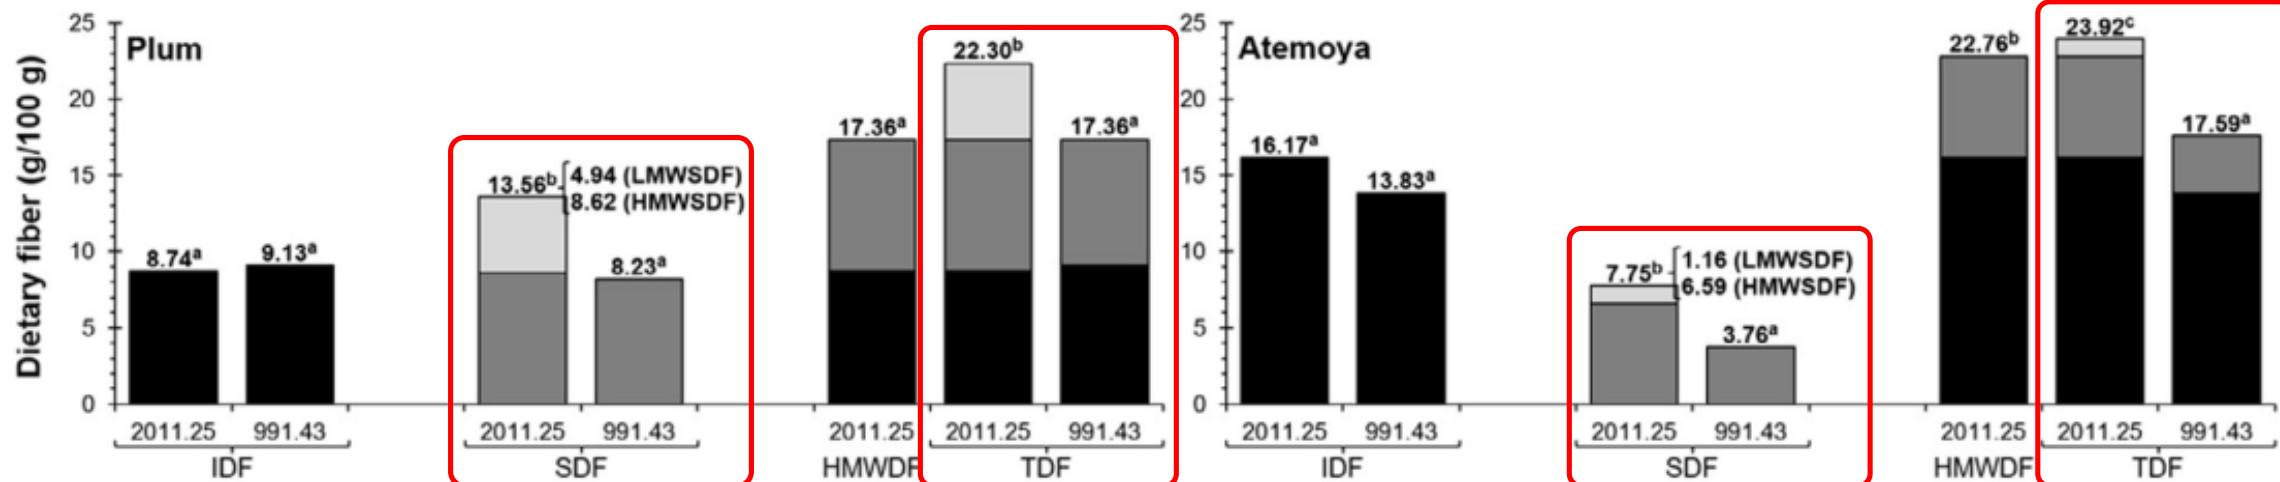 Dietary fiber (g/100 g)
Plum
25
20
15
10
5
0
8.74a
9.13a
13.56b
4.94 (LMWSDF)
8.62 (HMWSDF)
8.23a
17.36a
22.30b
17.36a
2011.25 991.43 2011.25 991.43 2011.25 2011.25 991.43
IDF SDF HMWDF TDF
Atemoya
25
20
15
10
5
0
16.17a
13.83a
7.75b
1.16 (LMWSDF)
6.59 (HMWSDF)
3.76a
22.76b
23.92c
17.59a
2011.25 991.43 2011.25 991.43 2011.25 2011.25 991.43
IDF SDF HMWDF TDF